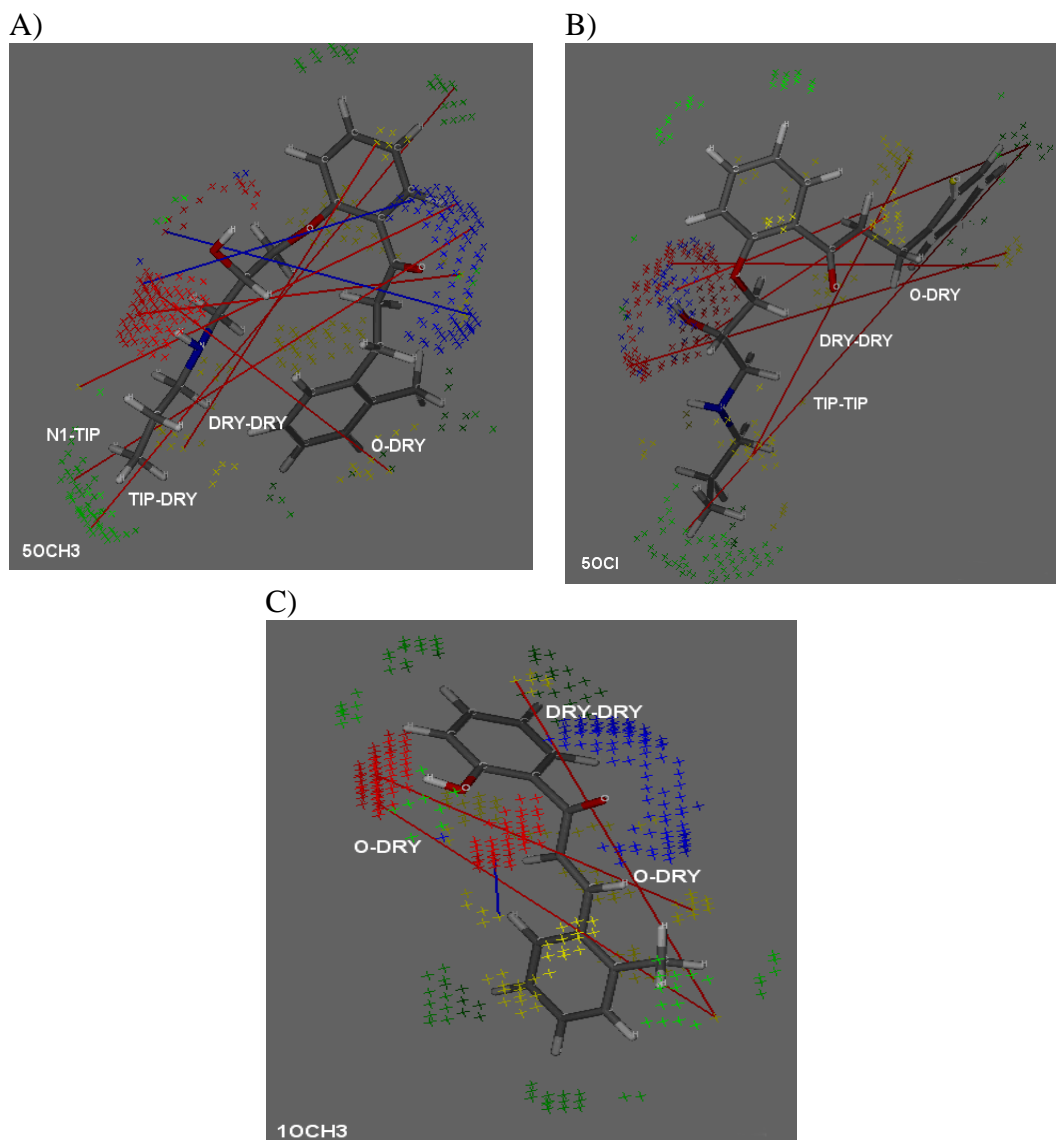 A)
N1-TIP
DRY-DRY
O-DRY
TIP-DRY
5OCH3
B)
O-DRY
DRY-DRY
TIP-TIP
5OCl
C)
DRY-DRY
O-DRY
O-DRY
1OCH3